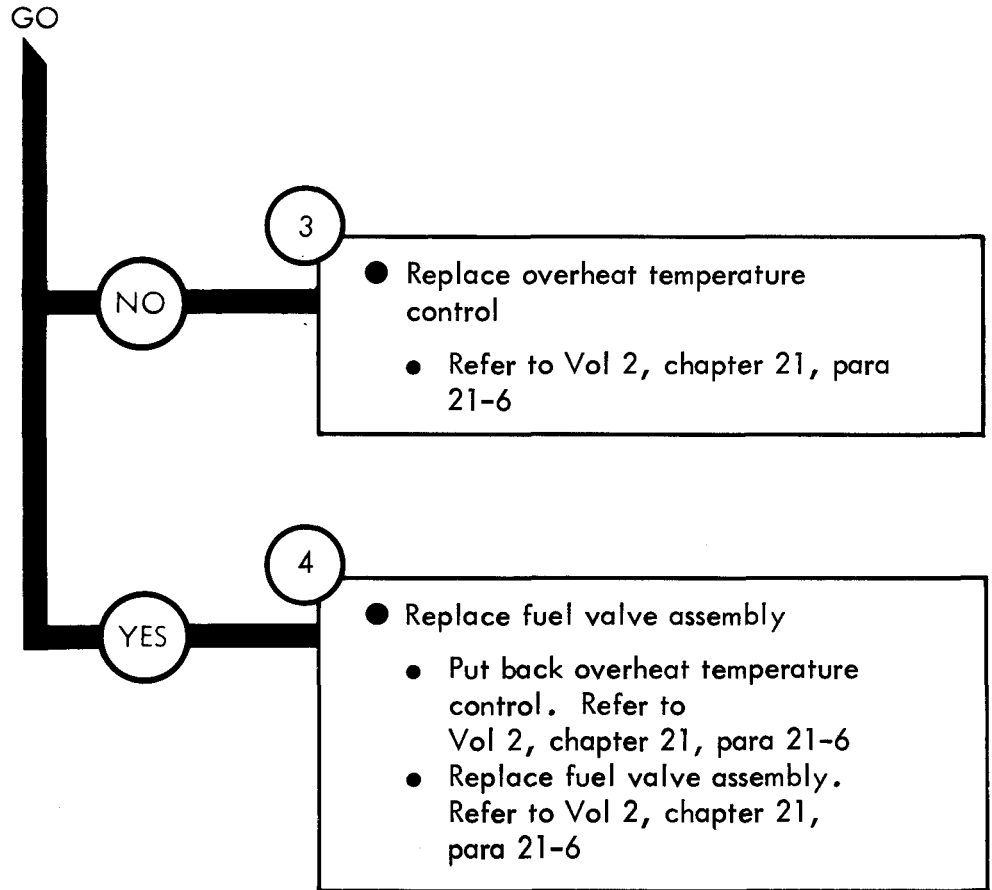 GO
3
NO
● Replace overheat temperature
control
● Refer to Vol 2, chapter 21, para
21-6
4
YES
● Replace fuel valve assembly
● Put back overheat temperature
control. Refer to
Vol 2, chapter 21, para 21-6
● Replace fuel valve assembly.
Refer to Vol 2, chapter 21,
para 21-6